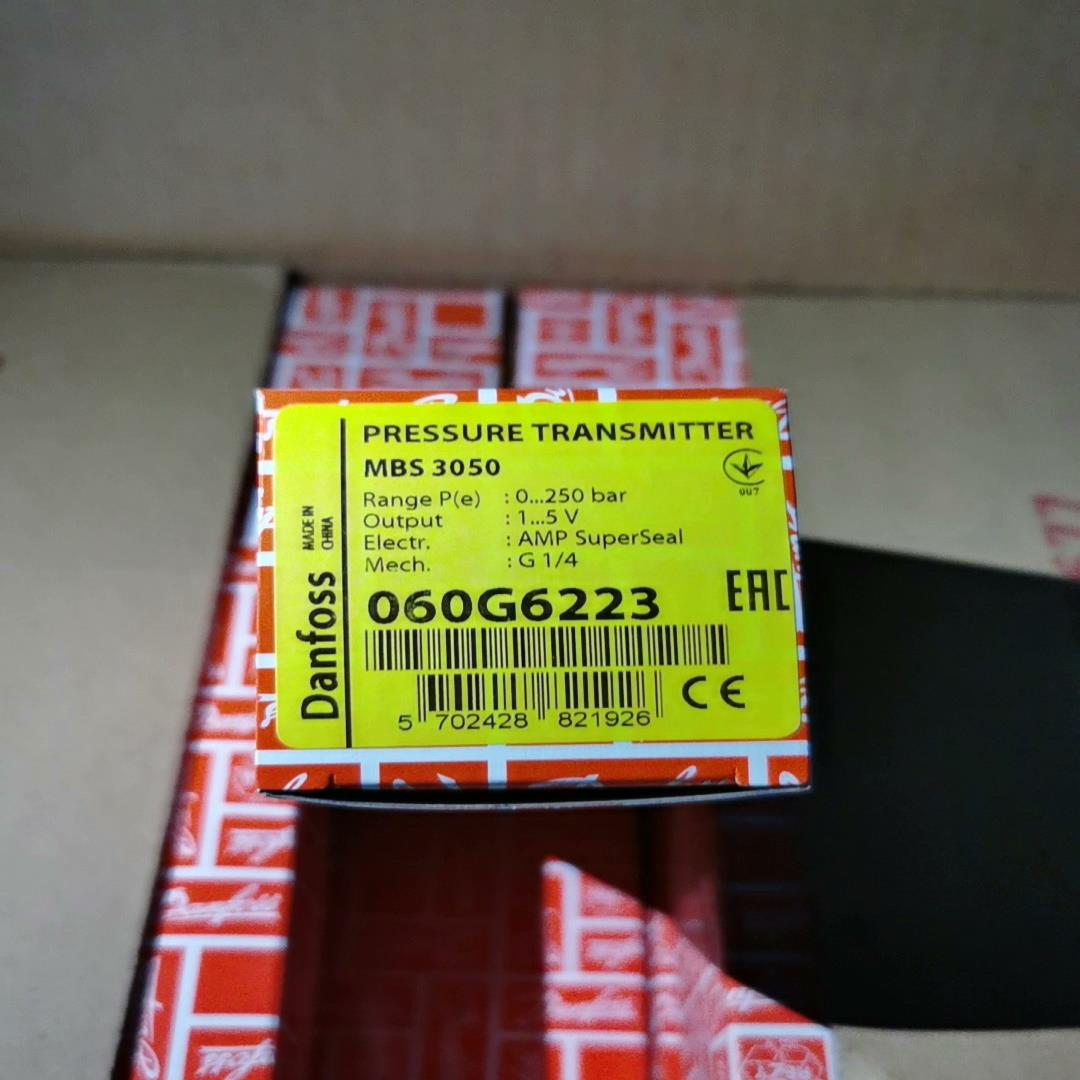 PRESSURE TRANSMITTER
MBS 3050
Range P(e) : 0...250 bar
Output : 1...5 V
Electr. : AMP SuperSeal
Mech. : G 1/4
060G6223
EAC
CE
5 702428 821926
Danfoss
MADE IN
CHINA